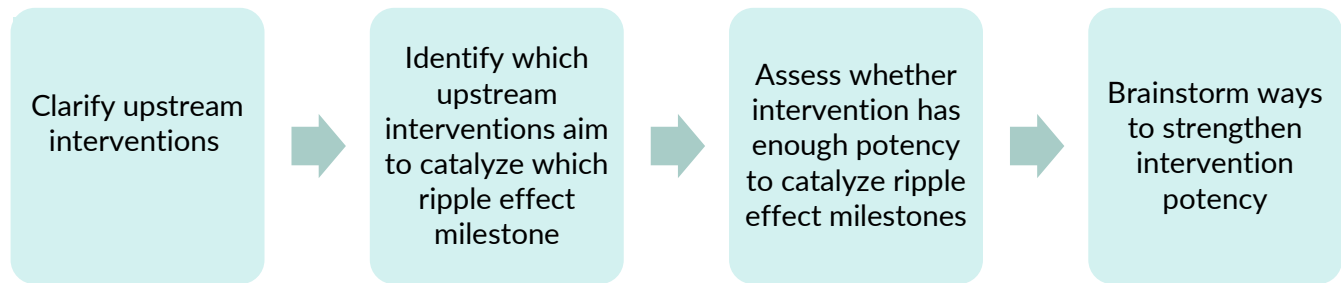 Clarify upstream
interventions
Identify which
upstream
interventions aim
to catalyze which
ripple effect
milestone
Assess whether
intervention has
enough potency
to catalyze ripple
effect milestones
Brainstorm ways
to strengthen
intervention
potency